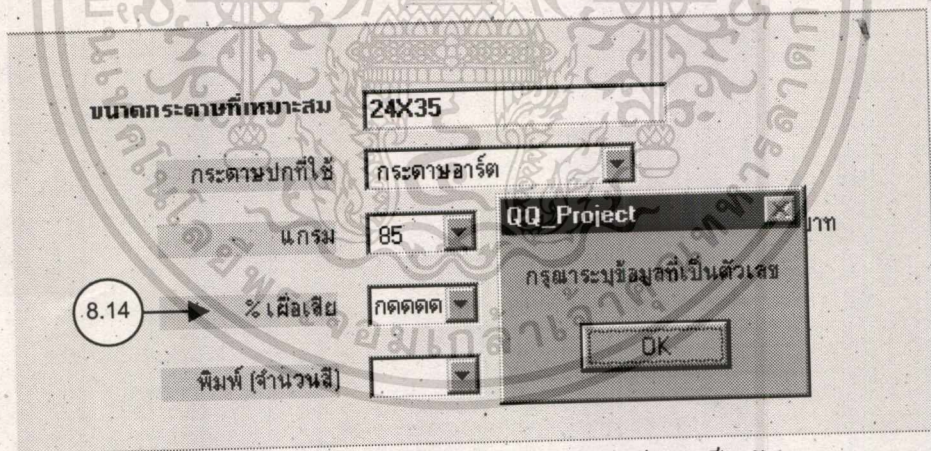 ขนาดกระดาษที่เหมาะสม 24X35
กระดาษปกที่ใช้ กระดาษอาร์ต
แกรม 85 บาท
QQ_Project
กรุณาระบุข้อมูลที่เป็นตัวเลข
OK
8.14 % เผื่อเสีย กดดดด
พิมพ์ (จำนวนสี)